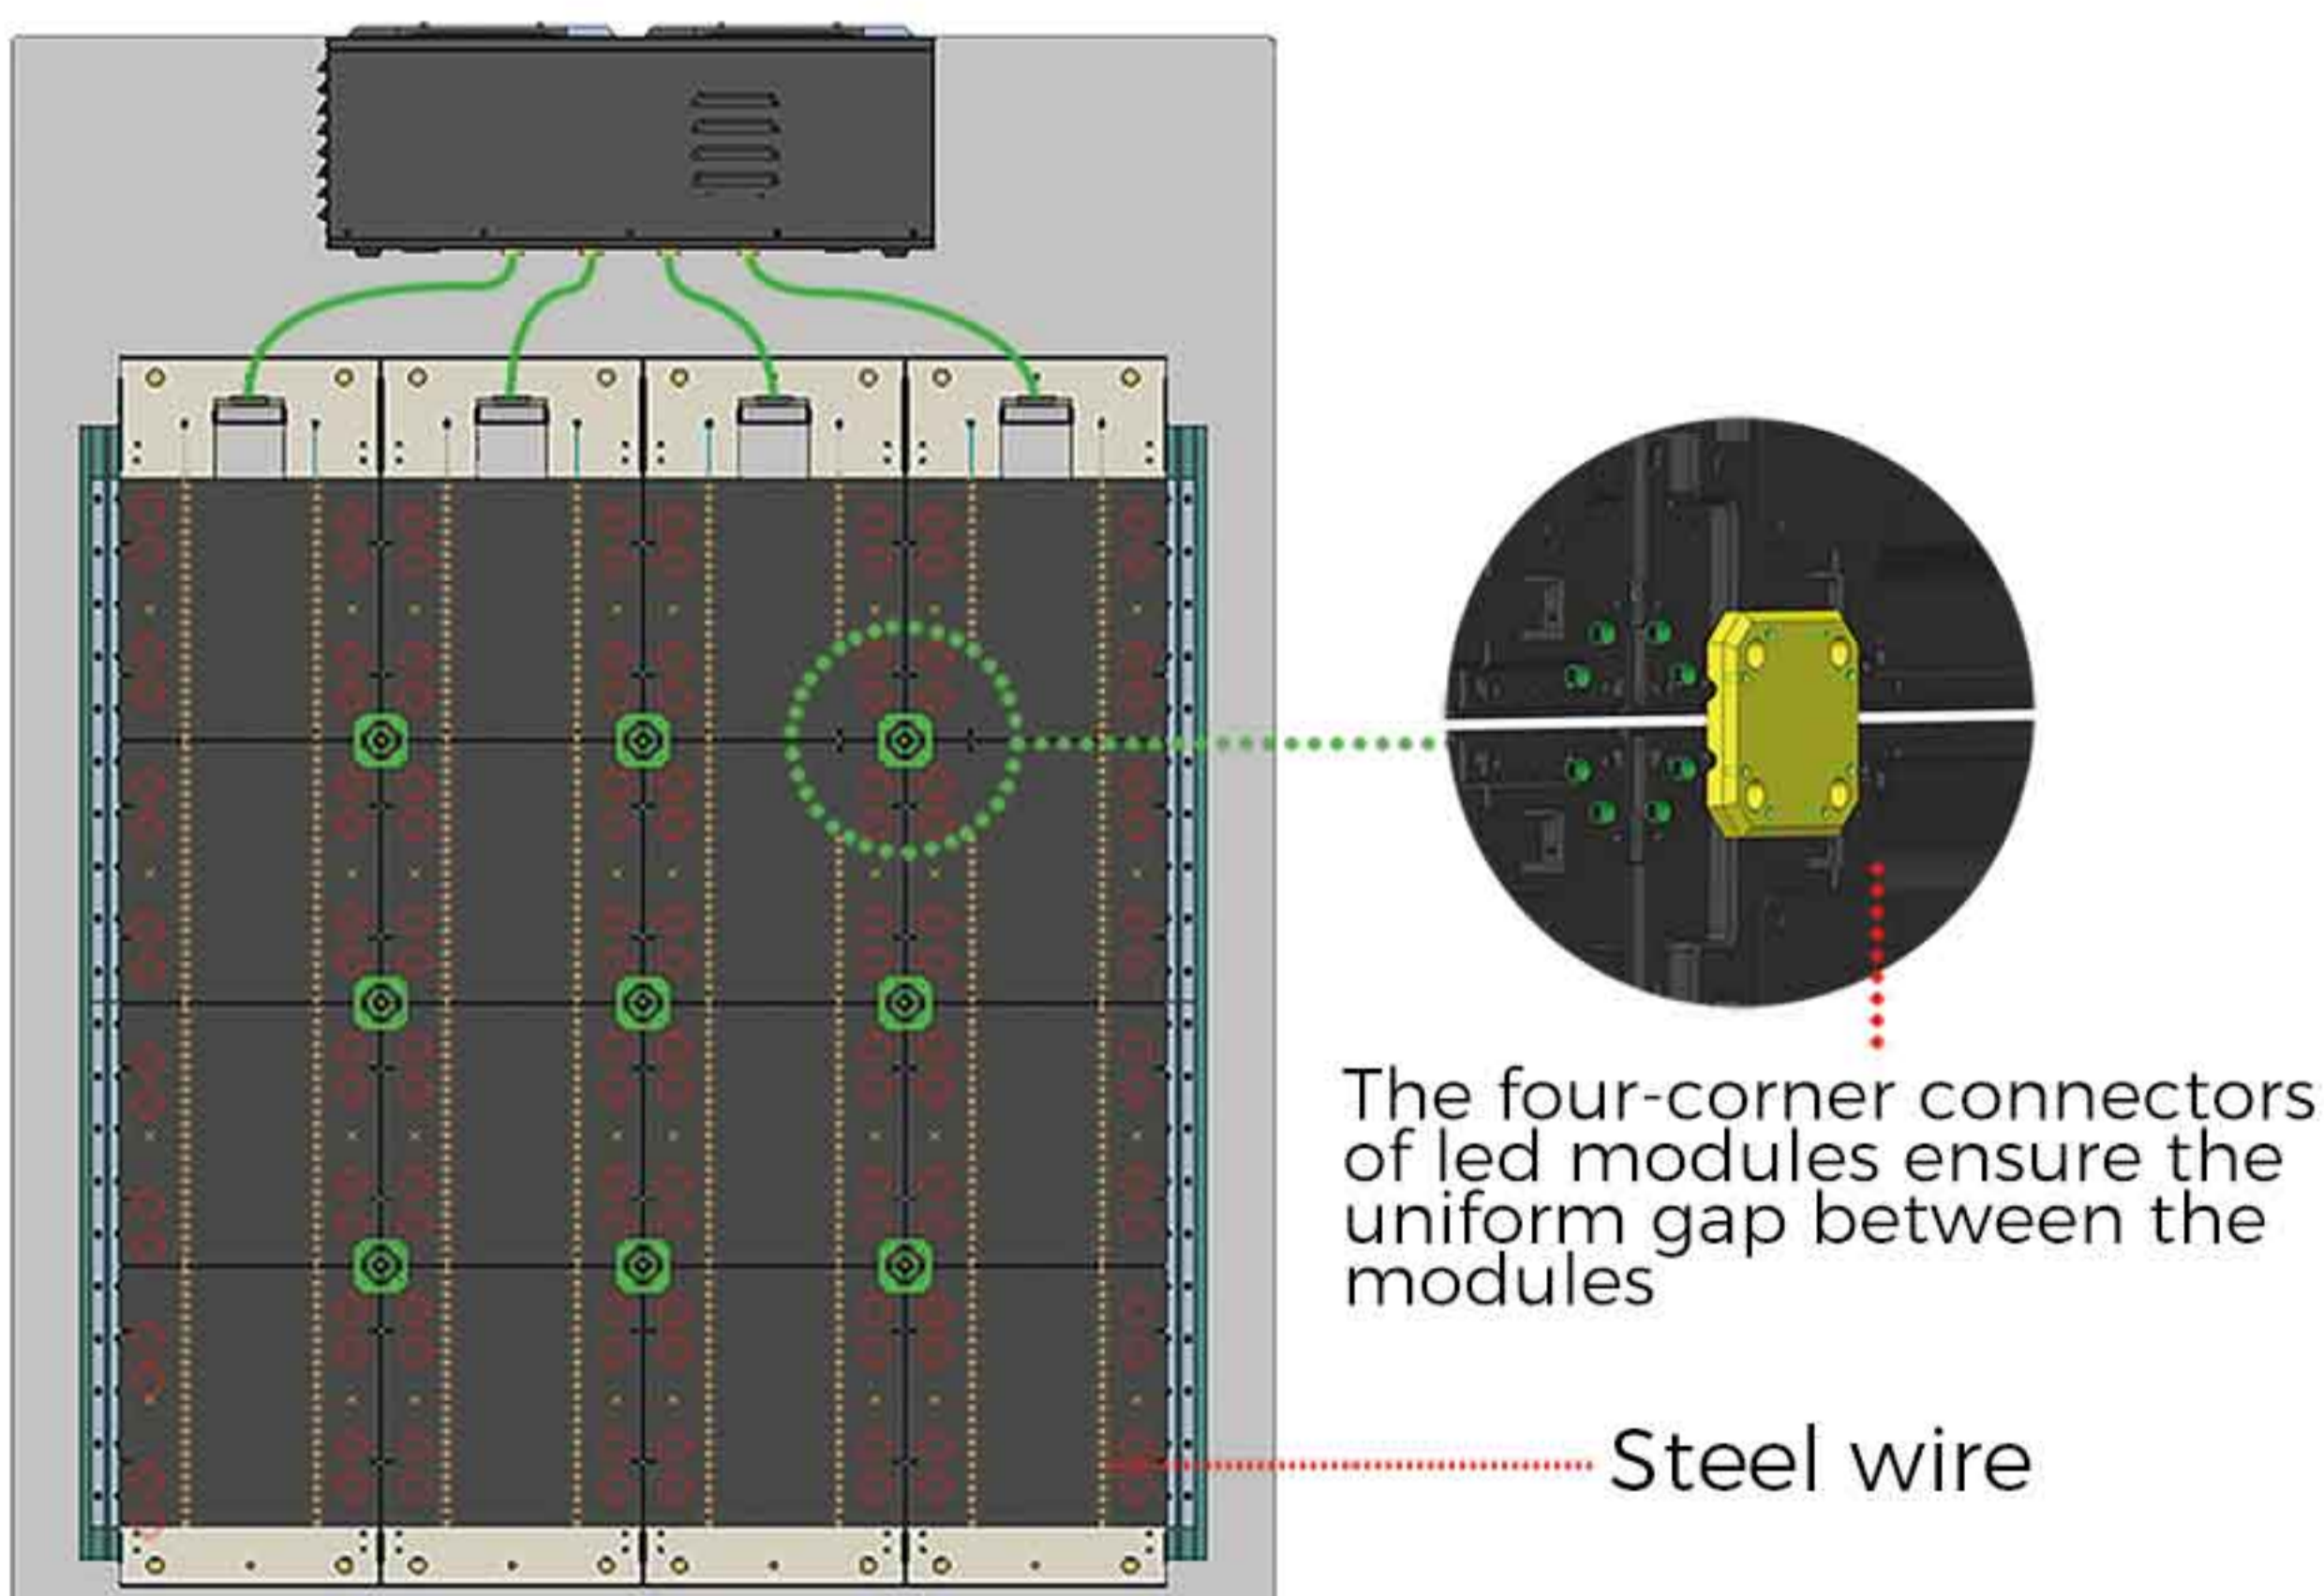 The four-corner connectors
of led modules ensure the
uniform gap between the
modules
Steel wire